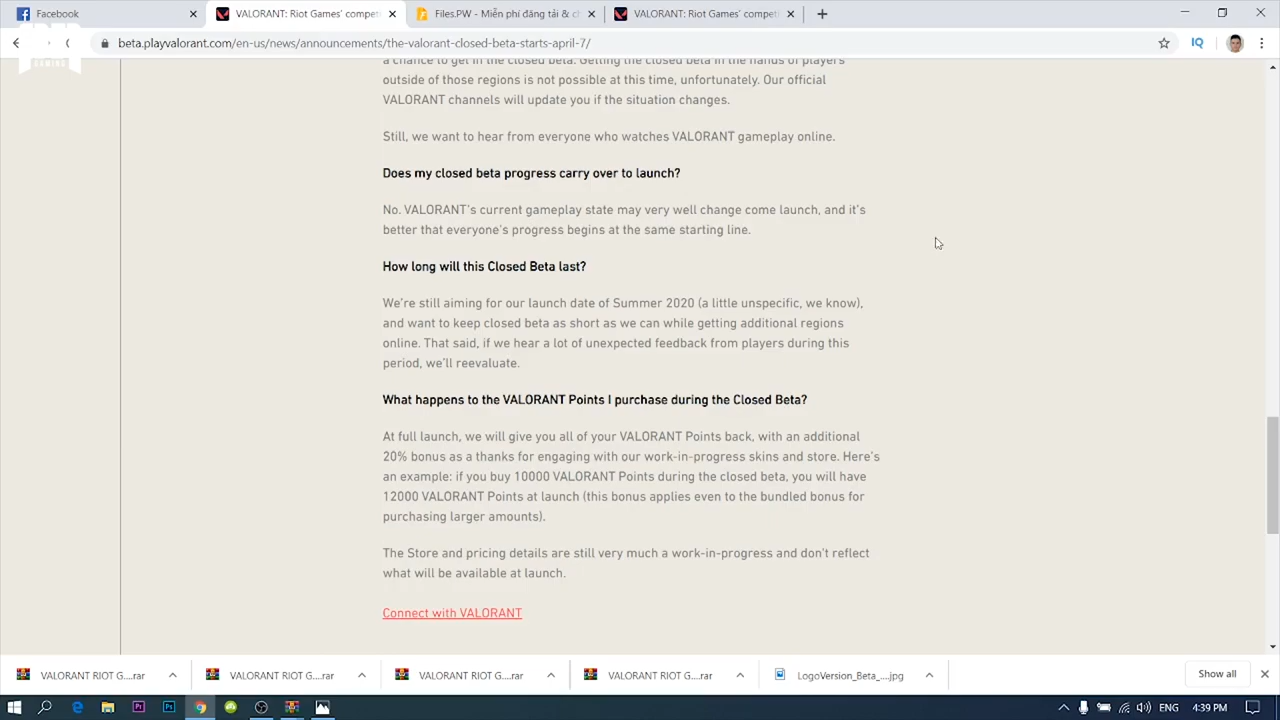 Facebook
VALORANT: Riot Games' competi
Files.PW - Miễn phí đăng tải & ch
VALORANT: Riot Games' competi
beta.playvalorant.com/en-us/news/announcements/the-valorant-closed-beta-starts-april-7/
IQ
GAMING
a chance to get in the closed beta. Getting the closed beta in the hands of players
outside of those regions is not possible at this time, unfortunately. Our official
VALORANT channels will update you if the situation changes.
Still, we want to hear from everyone who watches VALORANT gameplay online.
Does my closed beta progress carry over to launch?
No. VALORANT's current gameplay state may very well change come launch, and it's
better that everyone's progress begins at the same starting line.
How long will this Closed Beta last?
We're still aiming for our launch date of Summer 2020 (a little unspecific, we know),
and want to keep closed beta as short as we can while getting additional regions
online. That said, if we hear a lot of unexpected feedback from players during this
period, we'll reevaluate.
What happens to the VALORANT Points I purchase during the Closed Beta?
At full launch, we will give you all of your VALORANT Points back, with an additional
20% bonus as a thanks for engaging with our work-in-progress skins and store. Here's
an example: if you buy 10000 VALORANT Points during the closed beta, you will have
12000 VALORANT Points at launch (this bonus applies even to the bundled bonus for
purchasing larger amounts).
The Store and pricing details are still very much a work-in-progress and don't reflect
what will be available at launch.
Connect with VALORANT
VALORANT RIOT G....rar
VALORANT RIOT G....rar
VALORANT RIOT G....rar
VALORANT RIOT G....rar
LogoVersion_Beta_....jpg
Show all
Pr
Ps
ENG
4:39 PM